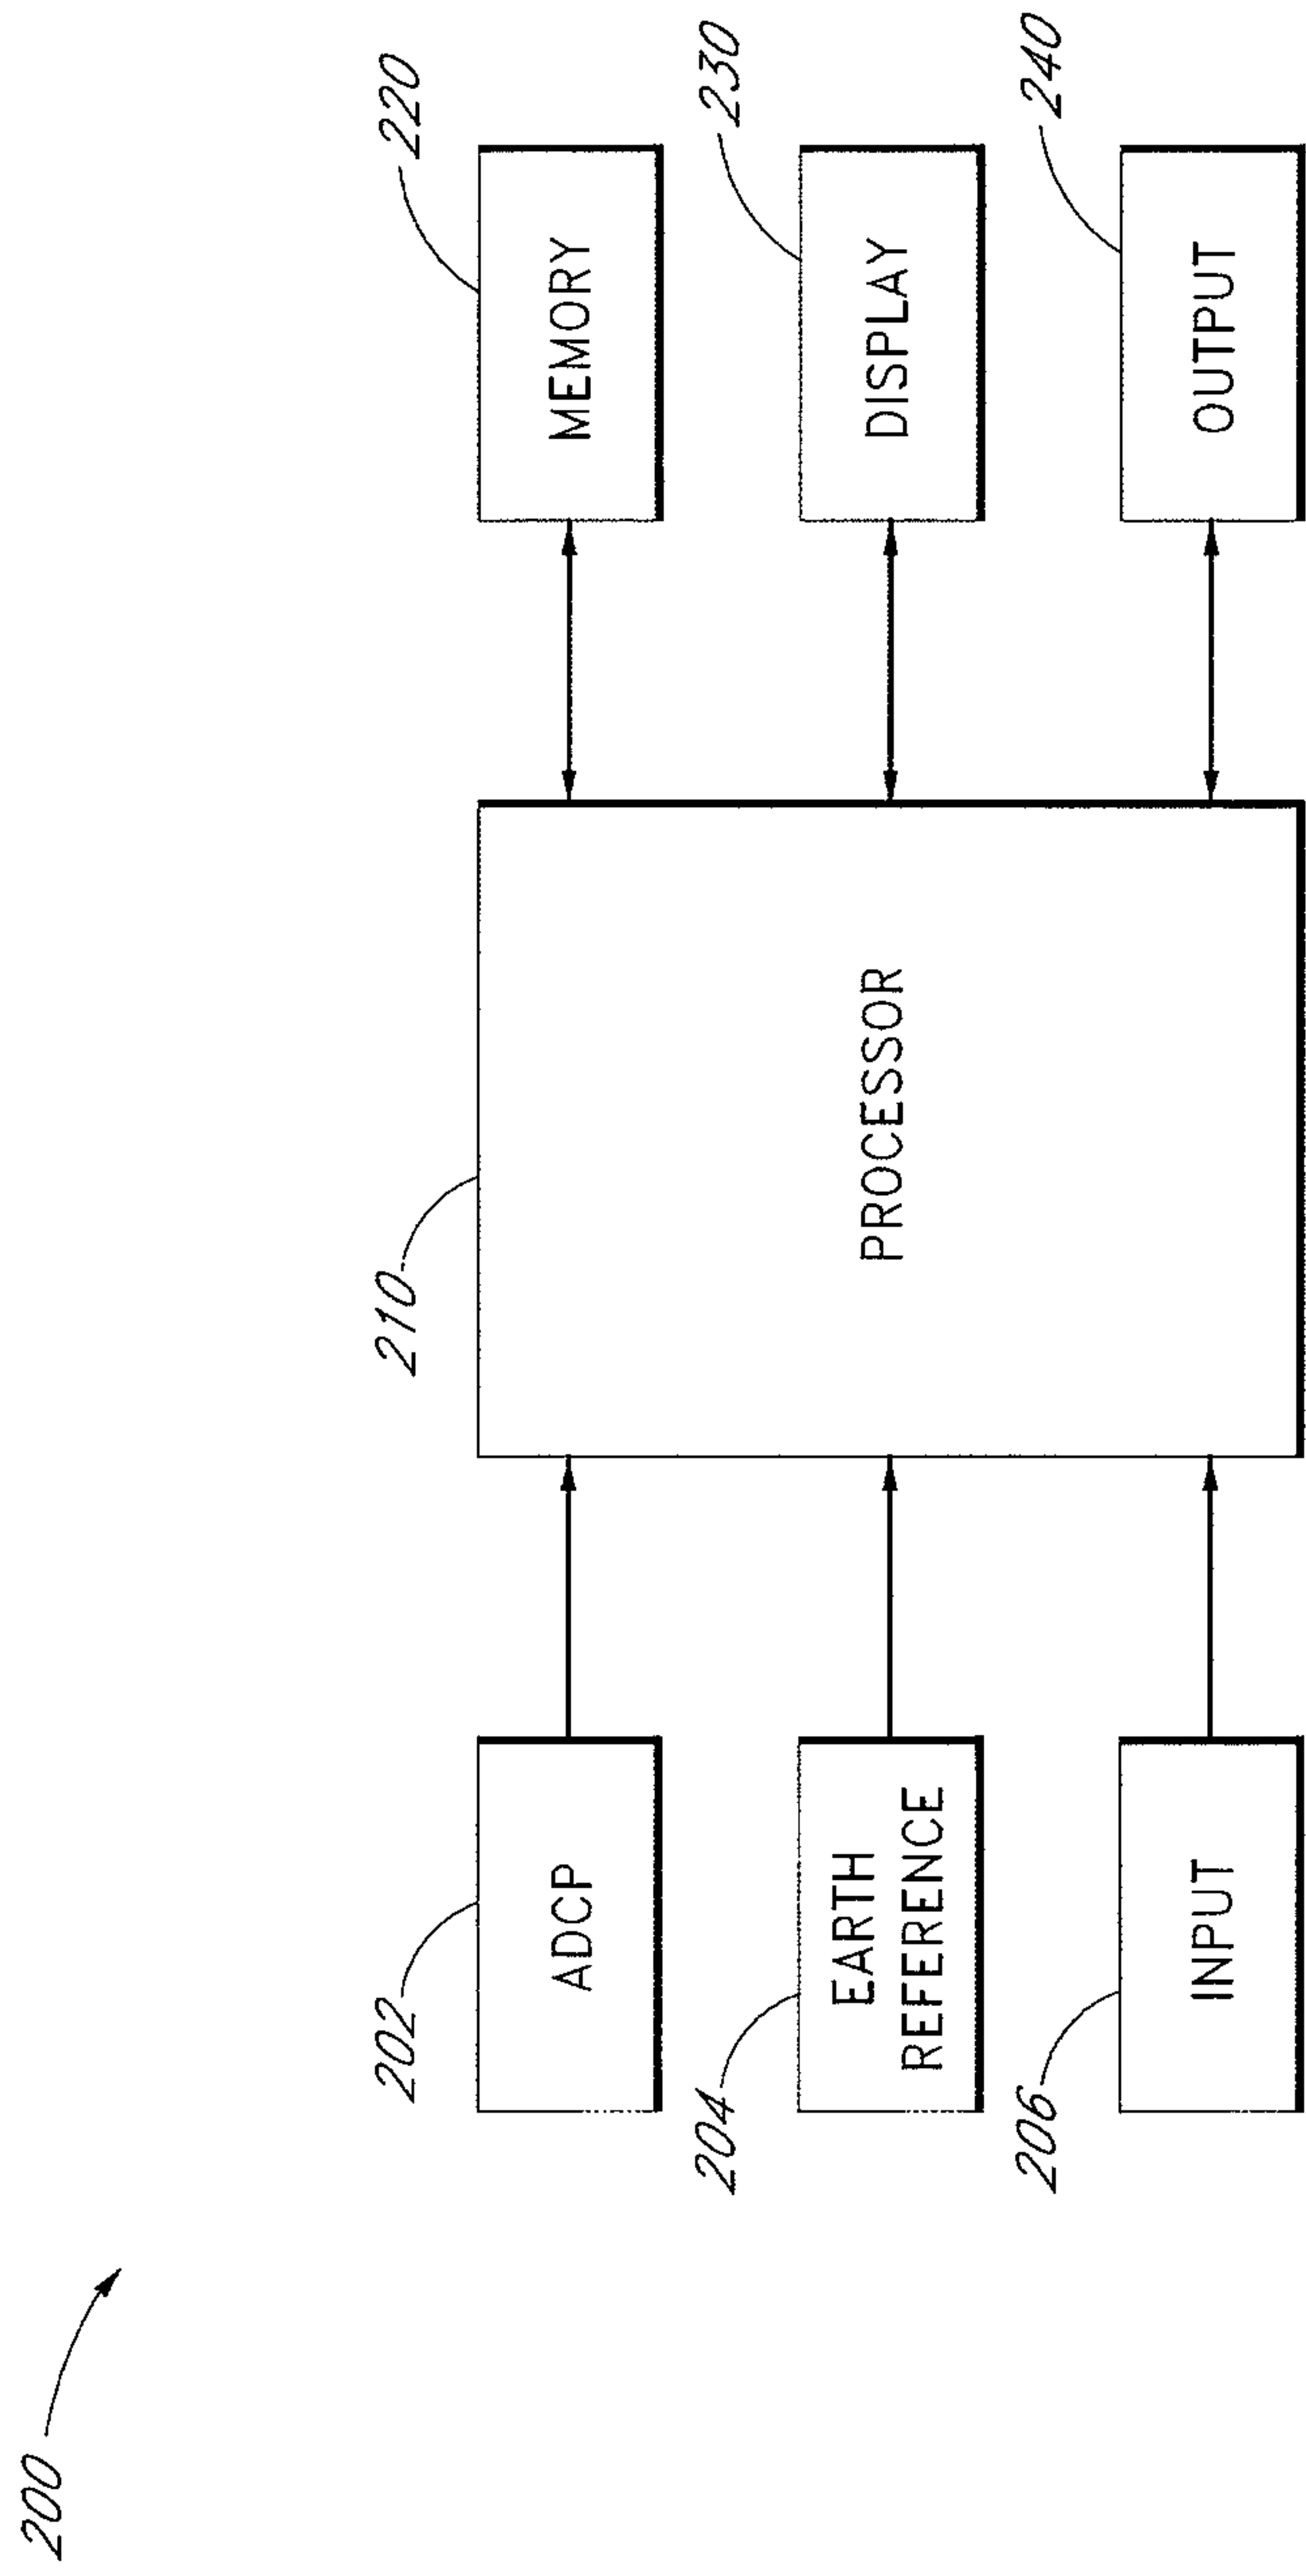 200
202
ADCP
204
EARTH
REFERENCE
206
INPUT
210
PROCESSOR
220
MEMORY
230
DISPLAY
240
OUTPUT